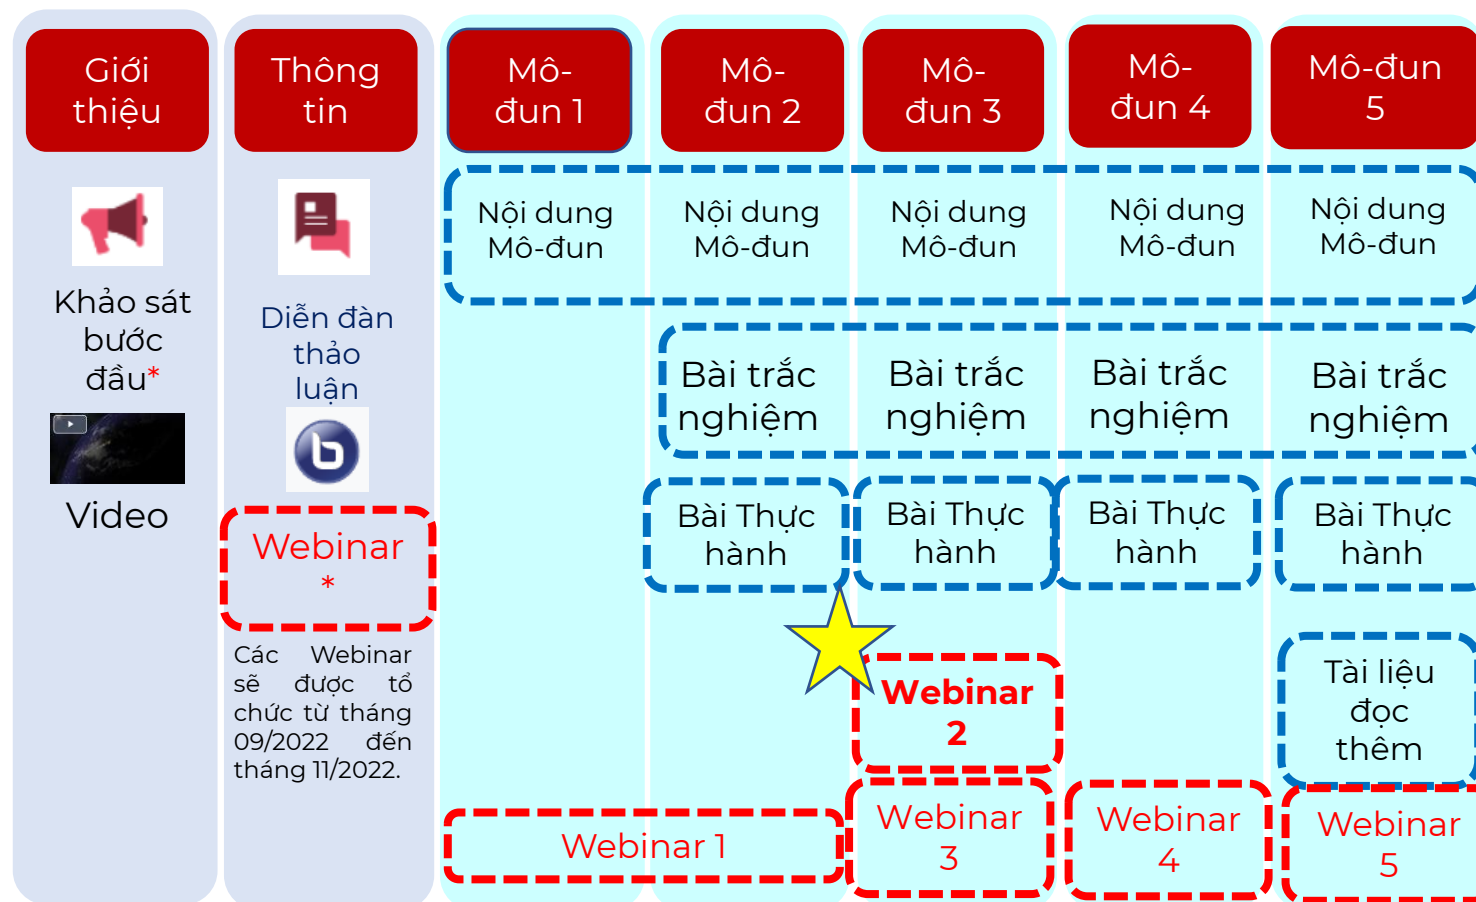 Giới
thiệu
Thông
tin
Mô-
đun 1
Mô-
đun 2
Mô-
đun 3
Mô-
đun 4
Mô-đun
5
Khảo sát
bước
đầu*
Video
Diễn đàn
thảo
luận
b
Webinar
*
Các Webinar
sẽ được tổ
chức từ tháng
09/2022 đến
tháng 11/2022.
Nội dung
Mô-đun
Nội dung
Mô-đun
Nội dung
Mô-đun
Nội dung
Mô-đun
Nội dung
Mô-đun
Bài trắc
nghiệm
Bài trắc
nghiệm
Bài trắc
nghiệm
Bài trắc
nghiệm
Bài Thực
hành
Bài Thực
hành
Bài Thực
hành
Bài Thực
hành
Webinar
2
Tài liệu
đọc
thêm
Webinar 1
Webinar
3
Webinar
4
Webinar
5